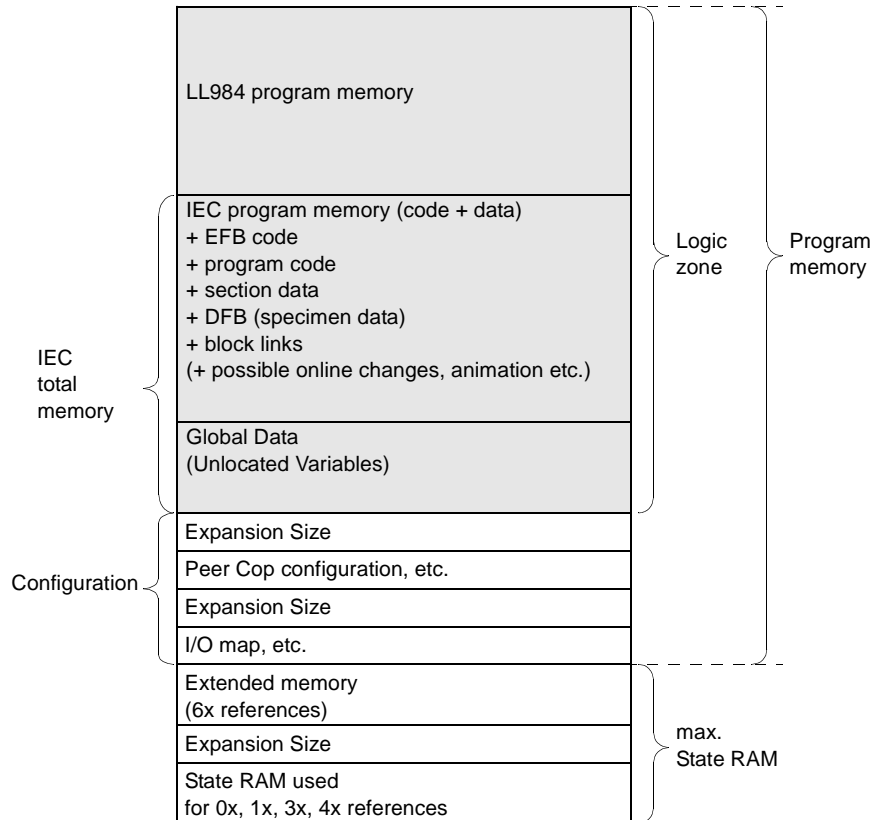 LL984 program memory
IEC program memory (code + data)
+ EFB code
+ program code
+ section data
+ DFB (specimen data)
+ block links
(+ possible online changes, animation etc.)
Logic
zone
Program
memory
IEC
total
memory
Global Data
(Unlocated Variables)
Expansion Size
Peer Cop configuration, etc.
Configuration
Expansion Size
I/O map, etc.
Extended memory
(6x references)
Expansion Size
max.
State RAM
State RAM used
for 0x, 1x, 3x, 4x references